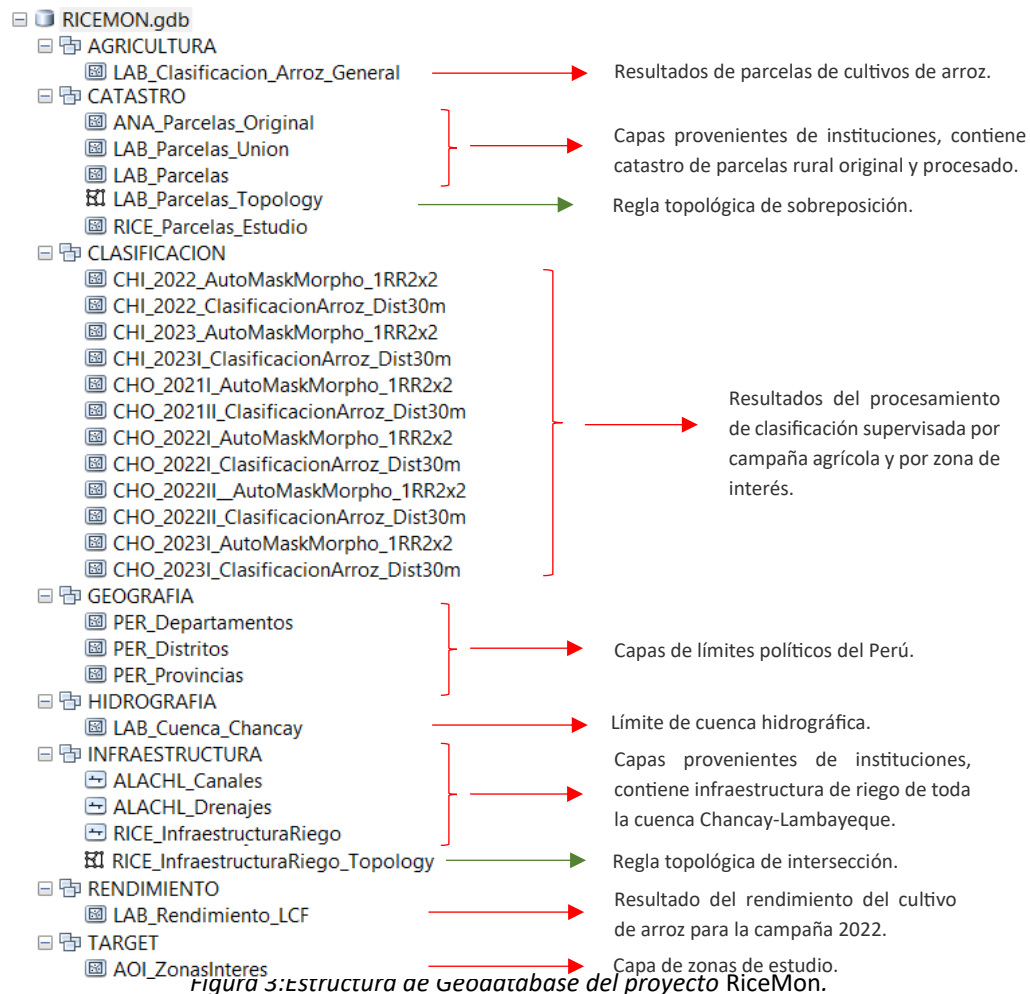 RICEMON.gdb
AGRICULTURA
LAB_Clasificacion_Arroz_General
Resultados de parcelas de cultivos de arroz.
CATASTRO
ANA_Parcelas_Original
LAB_Parcelas_Union
LAB_Parcelas
Capas provenientes de instituciones, contiene
catastro de parcelas rural original y procesado.
LAB_Parcelas_Topology
Regla topológica de sobreposición.
RICE_Parcelas_Estudio
CLASIFICACION
CHI_2022_AutoMaskMorpho_1RR2x2
CHI_2022_ClasificacionArroz_Dist30m
CHI_2023_AutoMaskMorpho_1RR2x2
CHI_2023I_ClasificacionArroz_Dist30m
CHO_2021I_AutoMaskMorpho_1RR2x2
CHO_2021II_ClasificacionArroz_Dist30m
CHO_2022I_AutoMaskMorpho_1RR2x2
CHO_2022I_ClasificacionArroz_Dist30m
CHO_2022II__AutoMaskMorpho_1RR2x2
CHO_2022II_ClasificacionArroz_Dist30m
CHO_2023I_AutoMaskMorpho_1RR2x2
CHO_2023I_ClasificacionArroz_Dist30m
Resultados del procesamiento
de clasificación supervisada por
campaña agrícola y por zona de
interés.
GEOGRAFIA
PER_Departamentos
PER_Distritos
PER_Provincias
Capas de límites políticos del Perú.
HIDROGRAFIA
LAB_Cuenca_Chancay
Límite de cuenca hidrográfica.
INFRAESTRUCTURA
ALACHL_Canales
ALACHL_Drenajes
RICE_InfraestructuraRiego
Capas provenientes de instituciones,
contiene infraestructura de riego de toda
la cuenca Chancay-Lambayeque.
RICE_InfraestructuraRiego_Topology
Regla topológica de intersección.
RENDIMIENTO
LAB_Rendimiento_LCF
Resultado del rendimiento del cultivo
de arroz para la campaña 2022.
TARGET
AOI_ZonasInteres
Capa de zonas de estudio.
Figura 3:Estructura de Geodatabase del proyecto RiceMon.